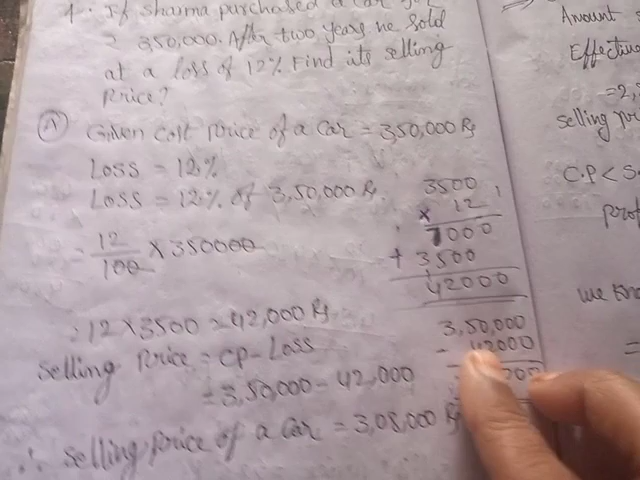 1. If sharma purchased a car for
= 350,000. After two years he sold
at a loss of 12% Find its selling
Price?
(A) Given cost price of a car = 350,000 Rs
Loss = 12%
Loss = 12% of 3,50,000 Rs.
= 12/100 × 350000
= 12 × 3500 = 42,000 Rs
Selling Price = CP - Loss
= 3,50,000 - 42,000
∴ selling price of a car = 3,08,000 Rs
3500
× 12
7000
+ 3500
42000
3,50,000
- 42000
000
Amount
Effective
= 2,
selling pr
C.P < S.
prof
we kno
=